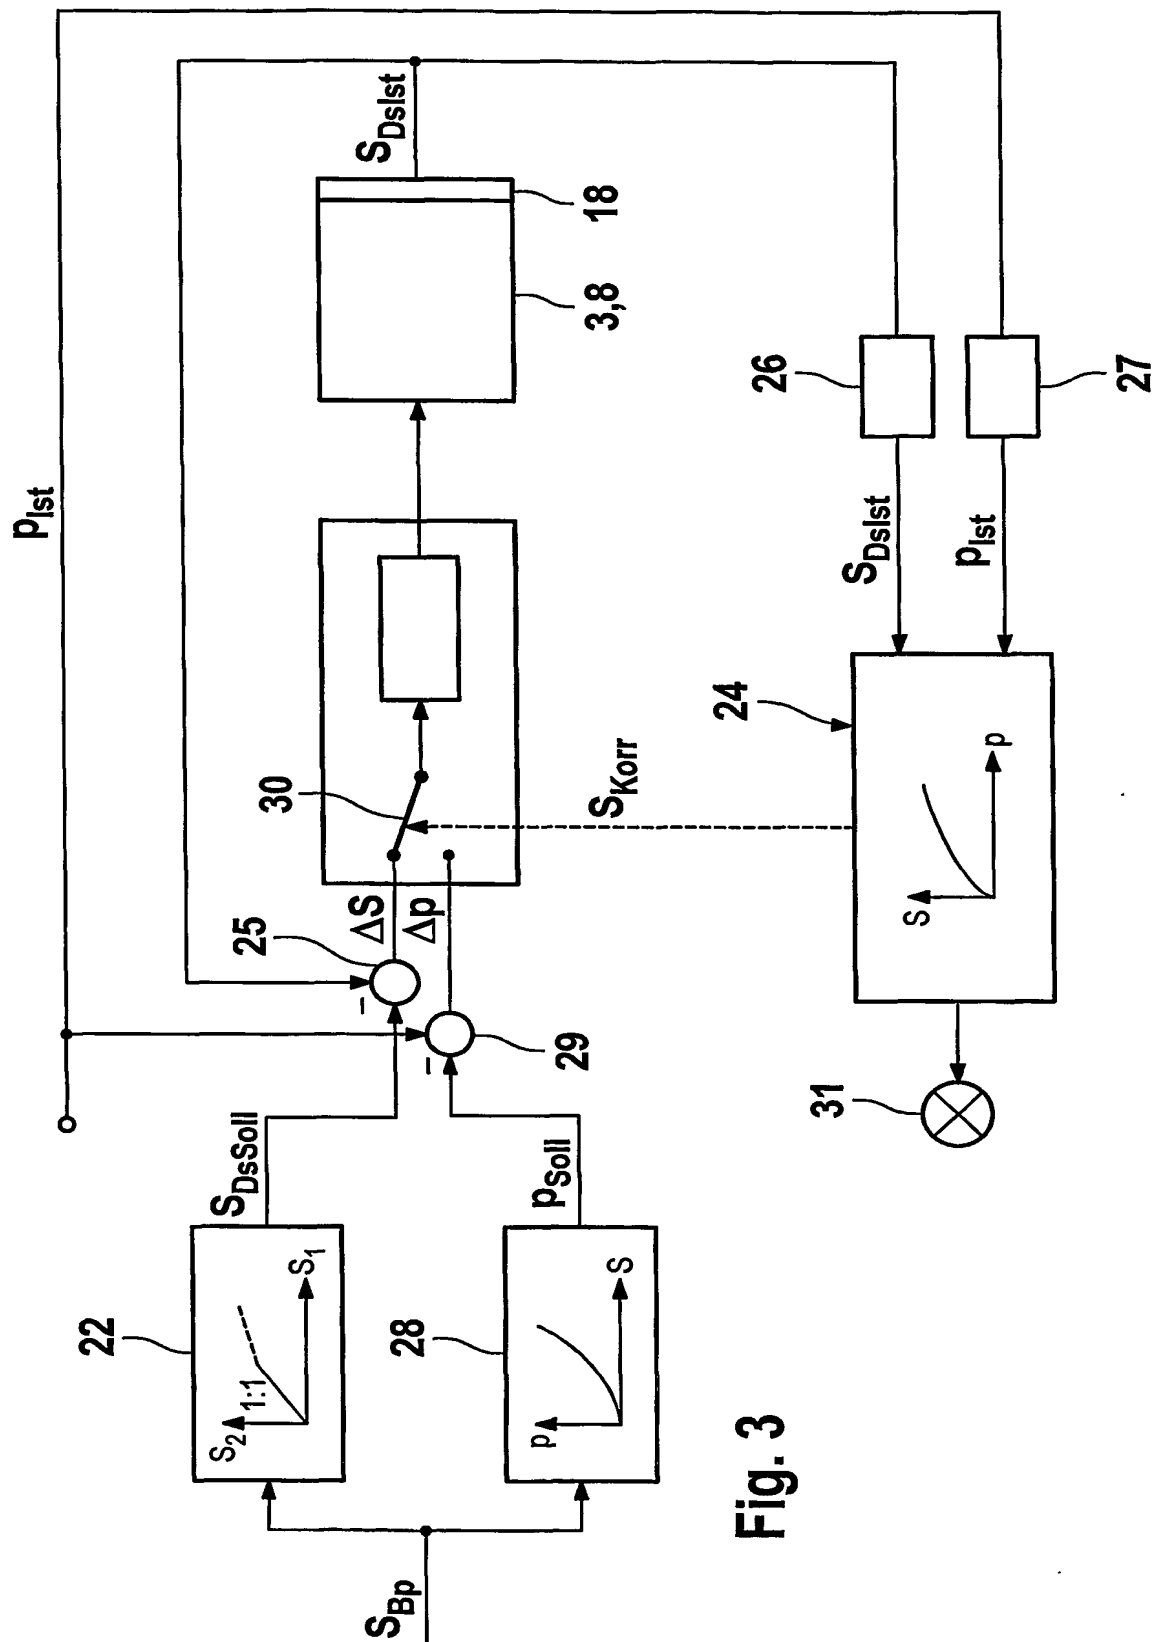 p_Ist
S_DsIst
18
3,8
30
25
ΔS
Δp
29
S_DsSoll
p_Soll
22
S_2
1:1
S_1
28
p
S
S_Bp
26
27
S_DsIst
p_Ist
24
S_Korr
S
p
31
Fig. 3